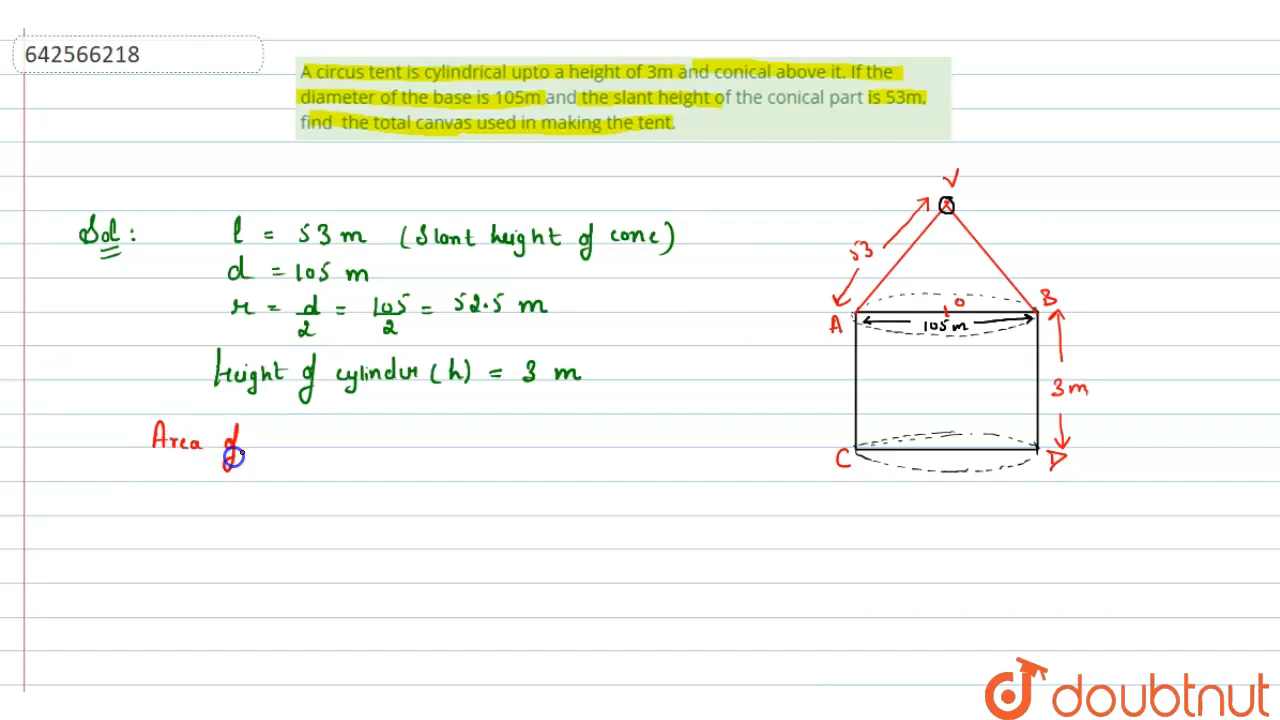 642566218
A circus tent is cylindrical upto a height of 3m and conical above it. If the
diameter of the base is 105m and the slant height of the conical part is 53m,
find the total canvas used in making the tent.
Sol:
l = 53 m (Slant height of cone)
d = 105 m
r = d/2 = 105/2 = 52.5 m
Height of cylinder (h) = 3 m
Area of
V
53
A
O
B
105m
3m
C
D
doubtnut